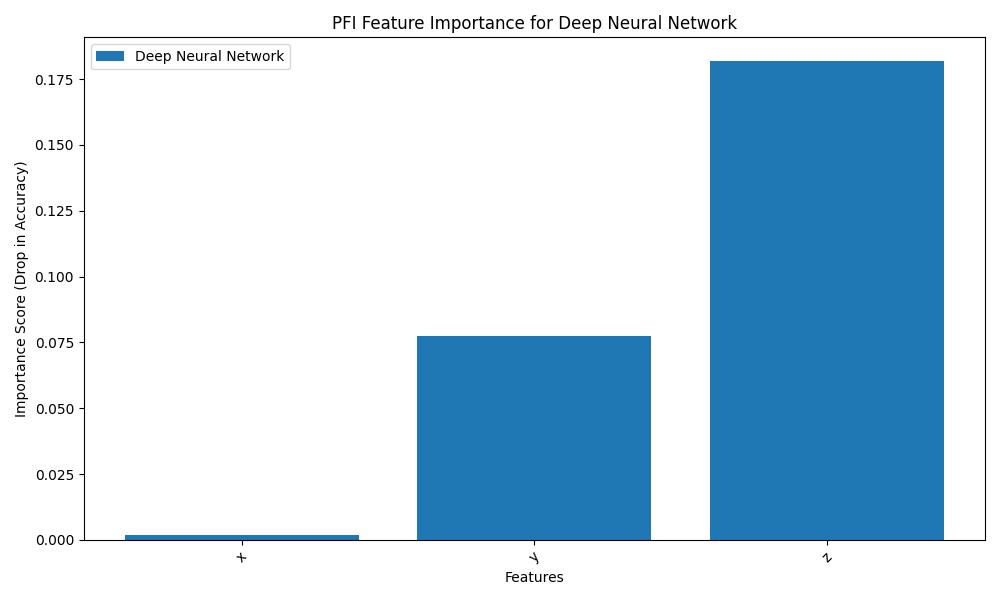 PFI Feature Importance for Deep Neural Network
Deep Neural Network
Importance Score (Drop in Accuracy)
0.175
0.150
0.125
0.100
0.075
0.050
0.025
0.000
x
y
z
Features